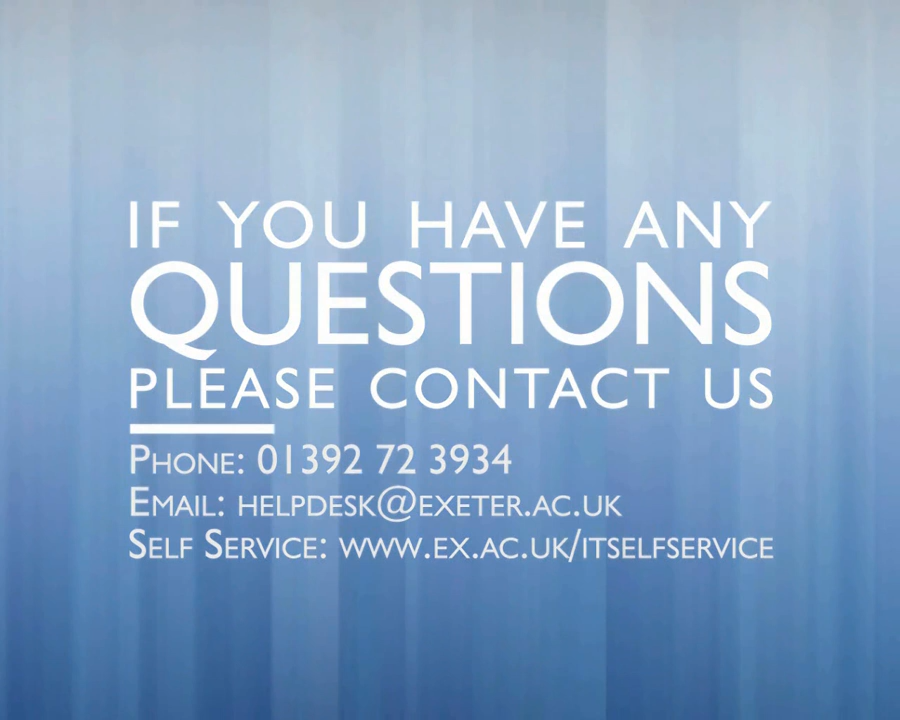 IF YOU HAVE ANY
QUESTIONS
PLEASE CONTACT US
PHONE: 01392 72 3934
EMAIL: HELPDESK@EXETER.AC.UK
SELF SERVICE: WWW.EX.AC.UK/ITSELFSERVICE